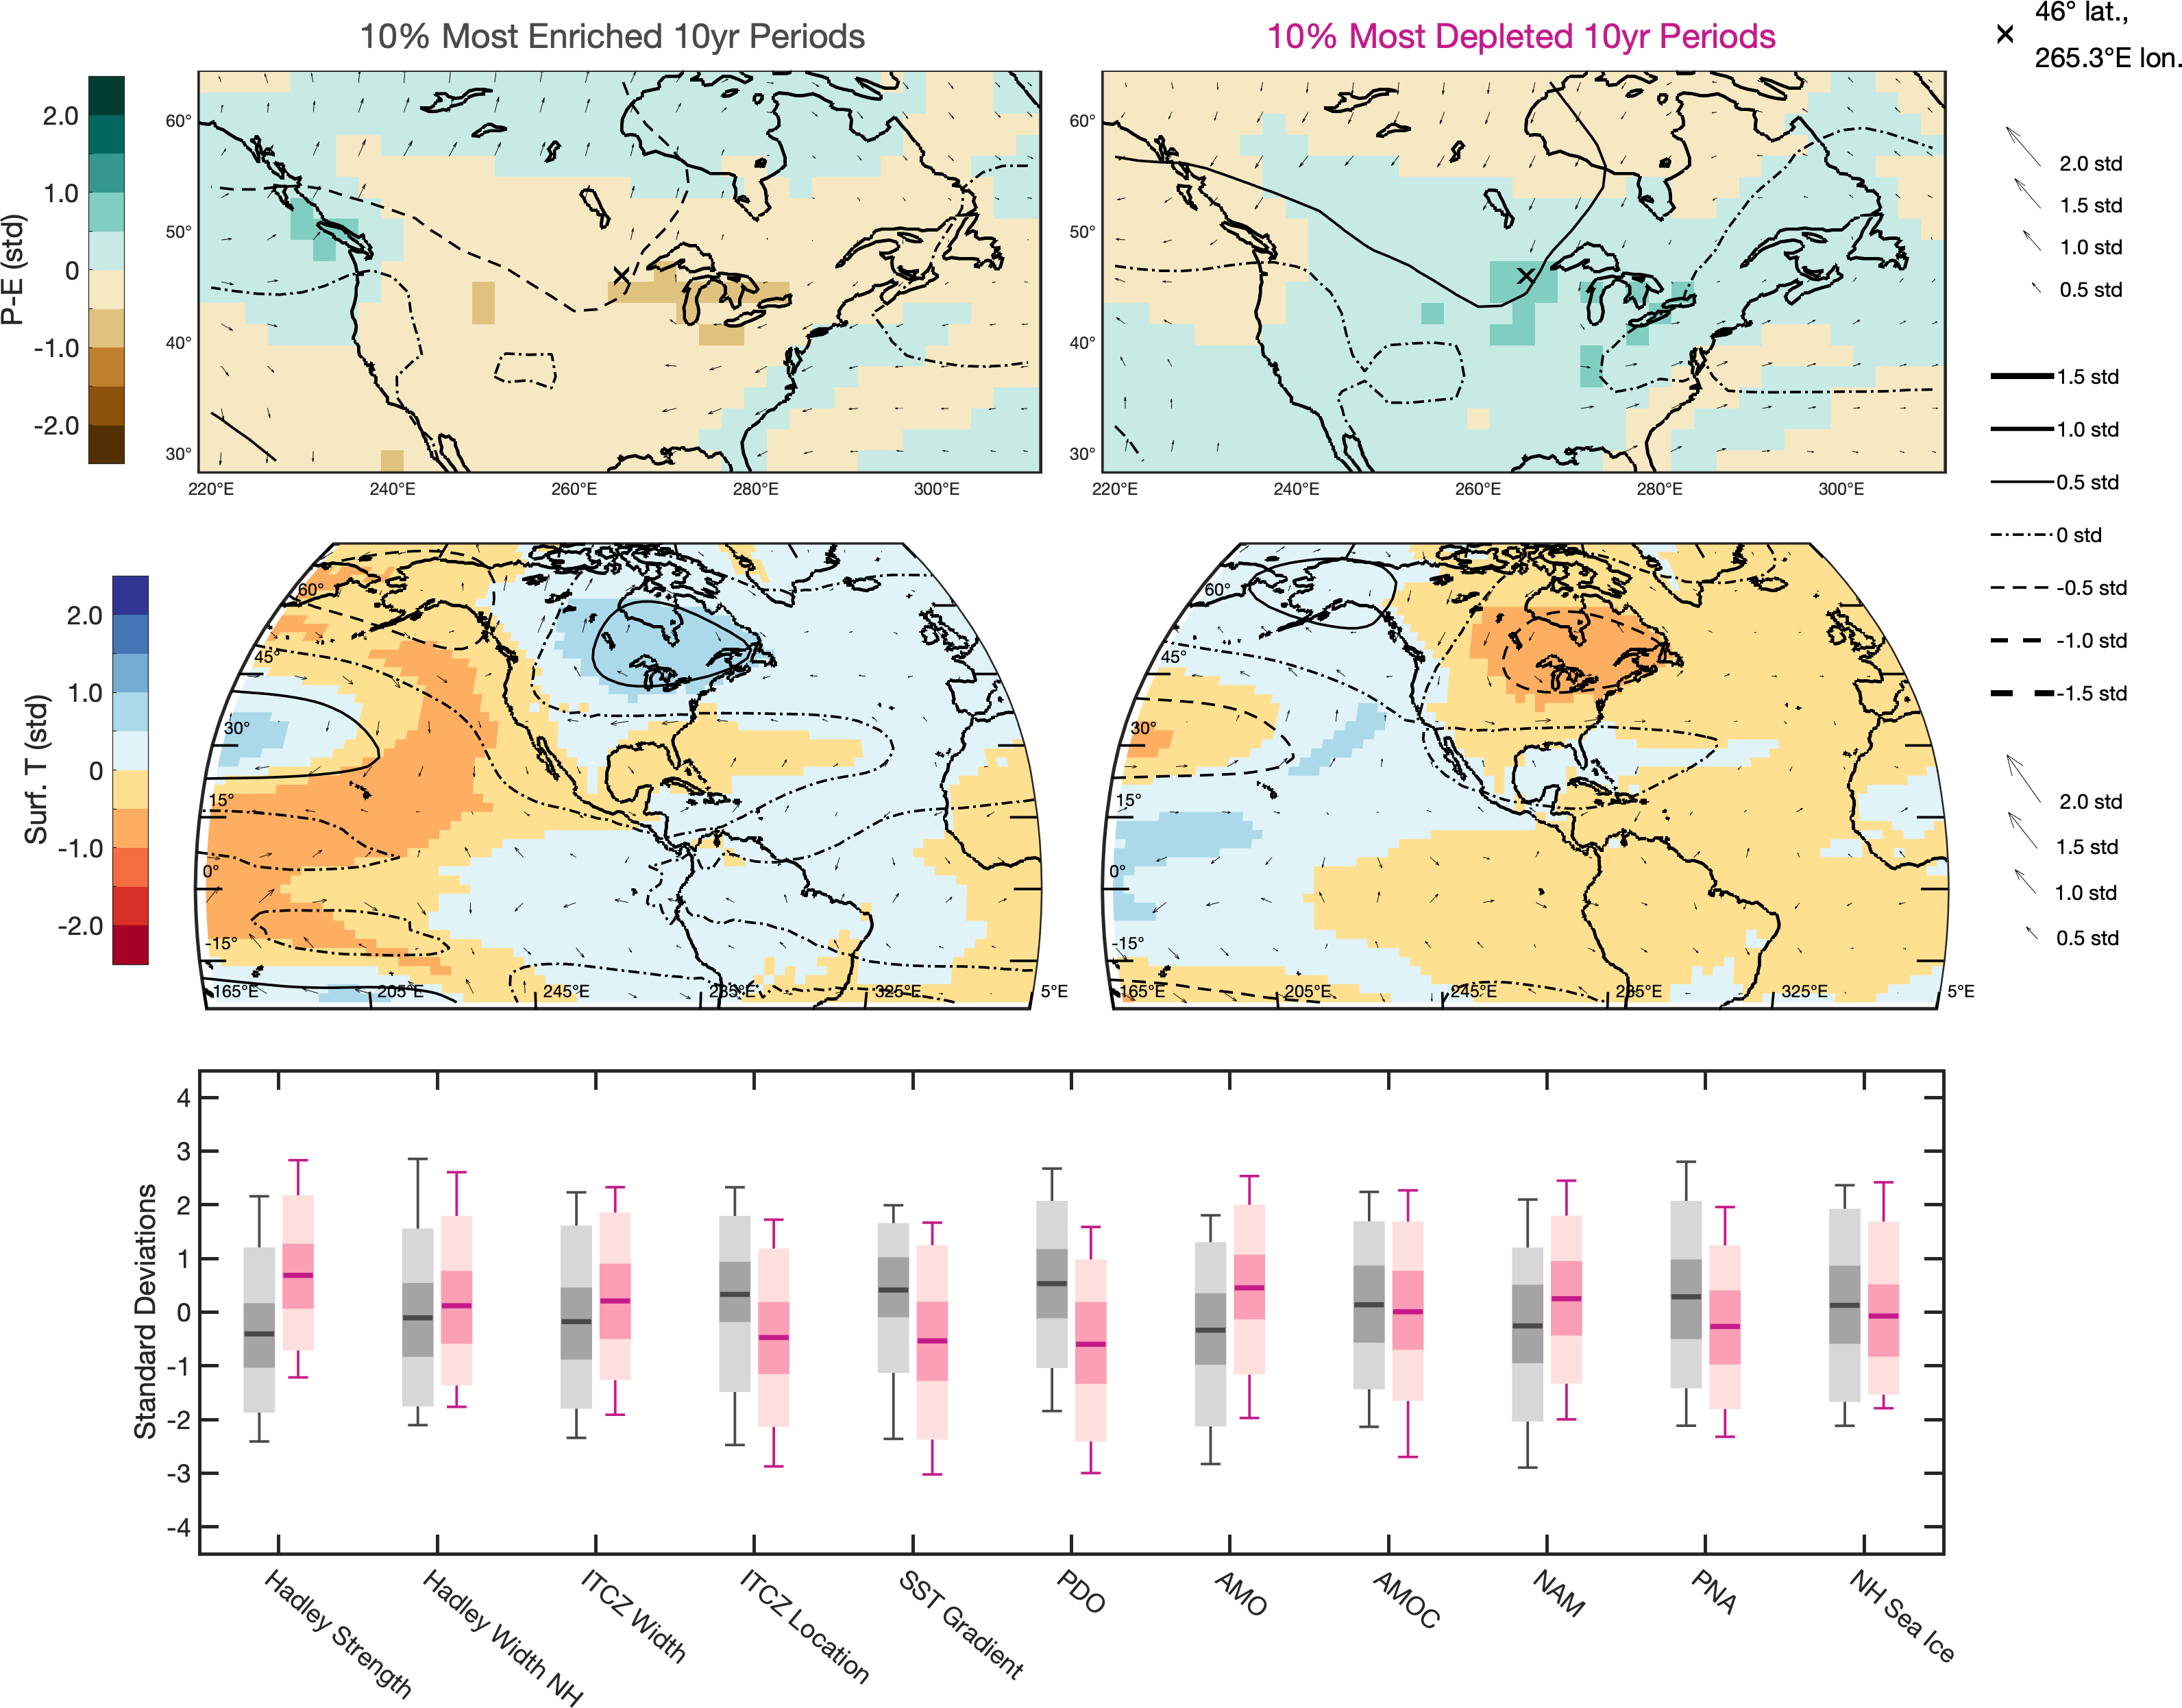 10% Most Enriched 10yr Periods
10% Most Depleted 10yr Periods
46° lat.,
265.3°E lon.
P-E (std)
2.0
1.0
0
-1.0
-2.0
60°
50°
40°
30°
220°E
240°E
260°E
280°E
300°E
60°
50°
40°
30°
220°E
240°E
260°E
280°E
300°E
2.0 std
1.5 std
1.0 std
0.5 std
1.5 std
1.0 std
0.5 std
0 std
-0.5 std
-1.0 std
-1.5 std
2.0 std
1.5 std
1.0 std
0.5 std
Surf. T (std)
2.0
1.0
0
-1.0
-2.0
60°
45°
30°
15°
0°
-15°
165°E
205°E
245°E
285°E
325°E
5°E
60°
45°
30°
15°
0°
-15°
165°E
205°E
245°E
285°E
325°E
5°E
Standard Deviations
4
3
2
1
0
-1
-2
-3
-4
Hadley Strength
Hadley Width NH
ITCZ Width
ITCZ Location
SST Gradient
PDO
AMO
AMOC
NAM
PNA
NH Sea Ice